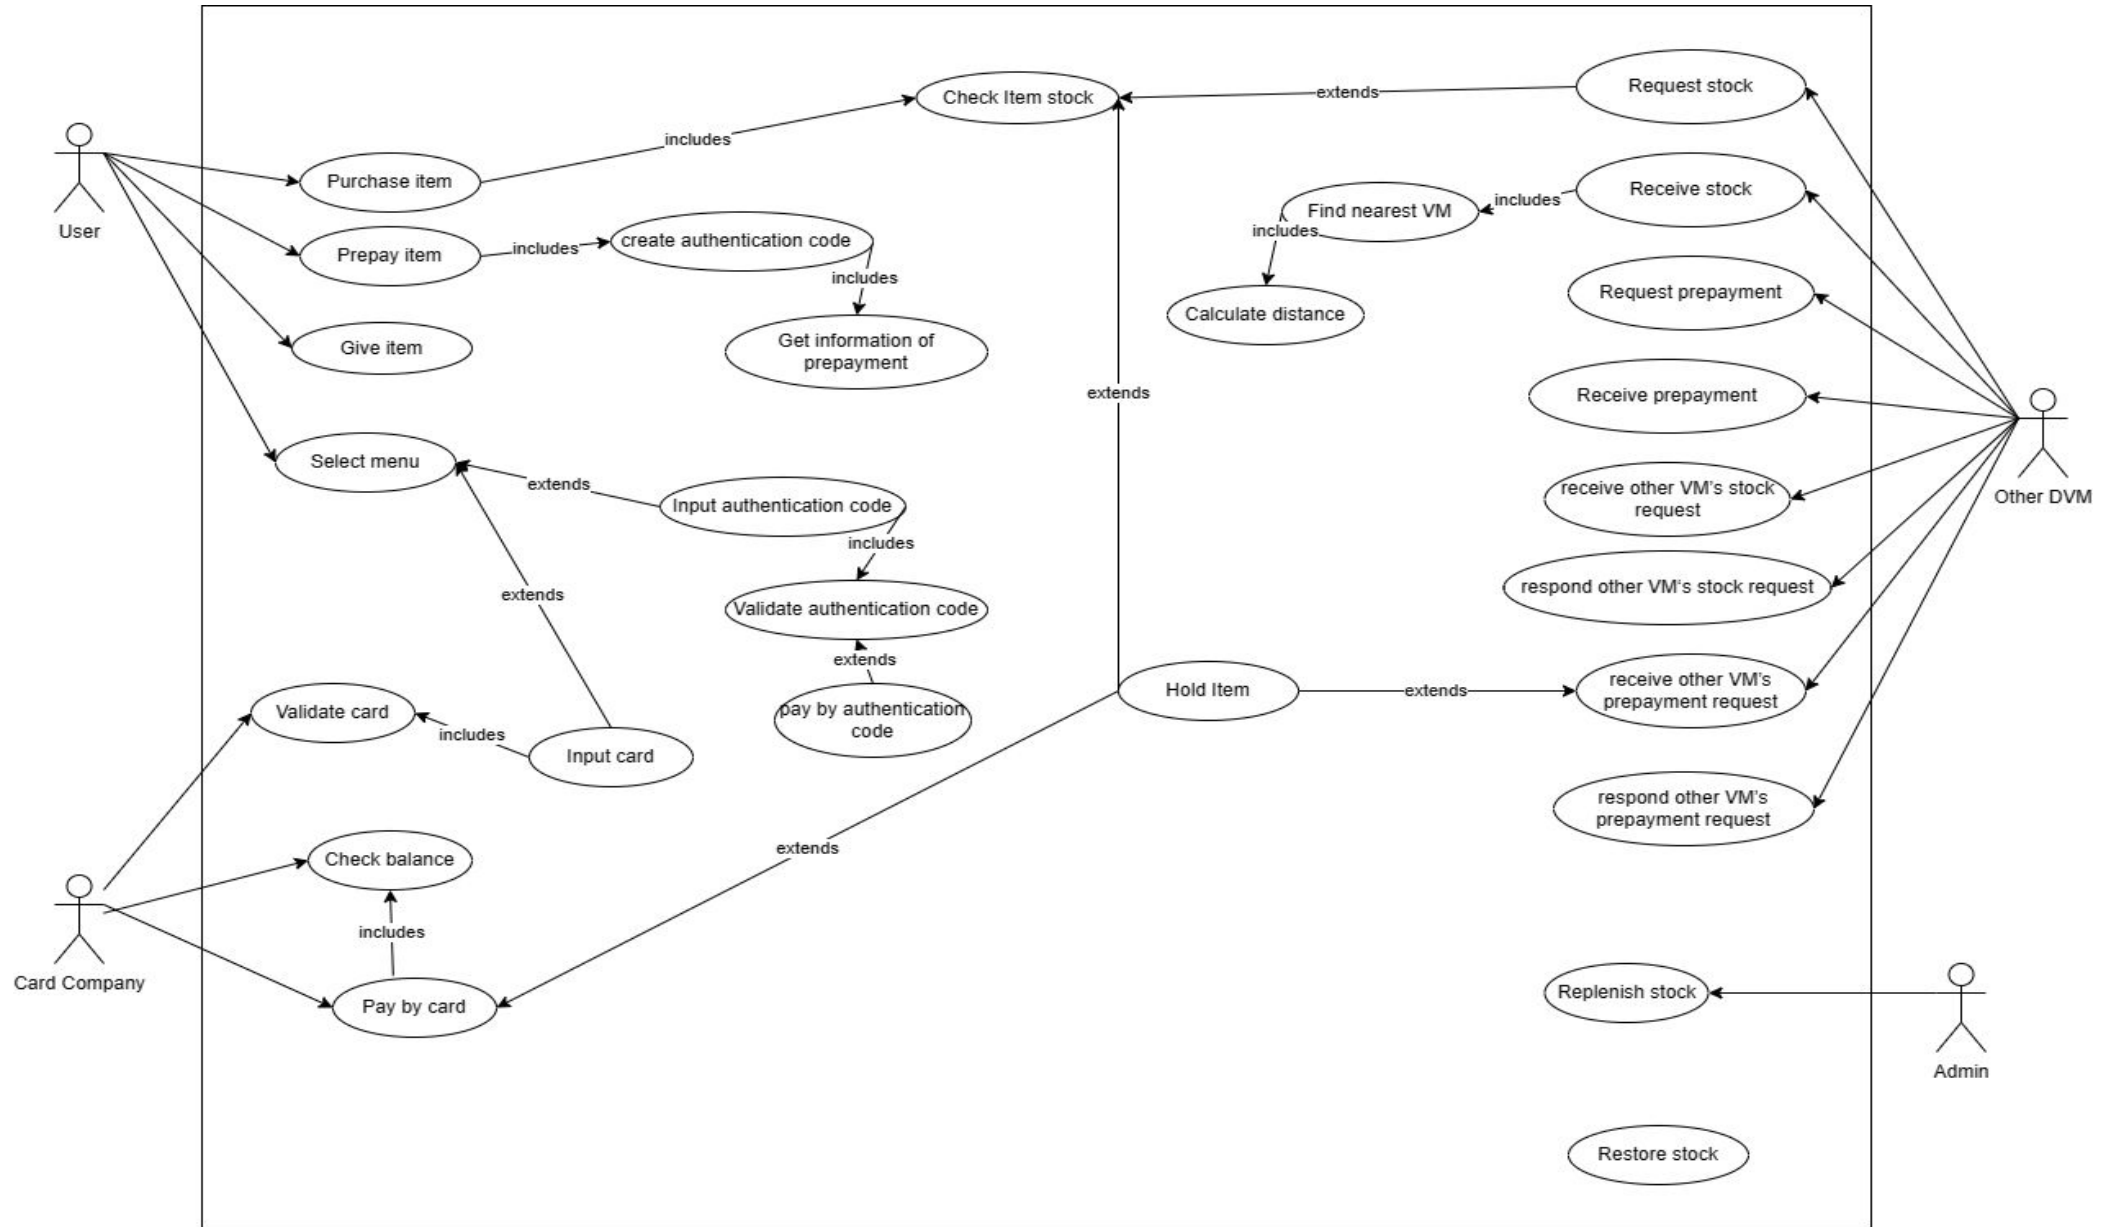 Check Item stock
extends
Request stock
includes
User
Purchase item
Receive stock
includes
Find nearest VM
includes
Prepay item
includes
create authentication code
includes
Calculate distance
Request prepayment
Give item
Get information of
prepayment
extends
Receive prepayment
Select menu
extends
Input authentication code
includes
receive other VM's stock
request
Other DVM
extends
Validate authentication code
respond other VM's stock request
extends
pay by authentication
code
Hold Item
extends
receive other VM's
prepayment request
Validate card
includes
Input card
respond other VM's
prepayment request
extends
Check balance
includes
Card Company
Pay by card
Replenish stock
Admin
Restore stock